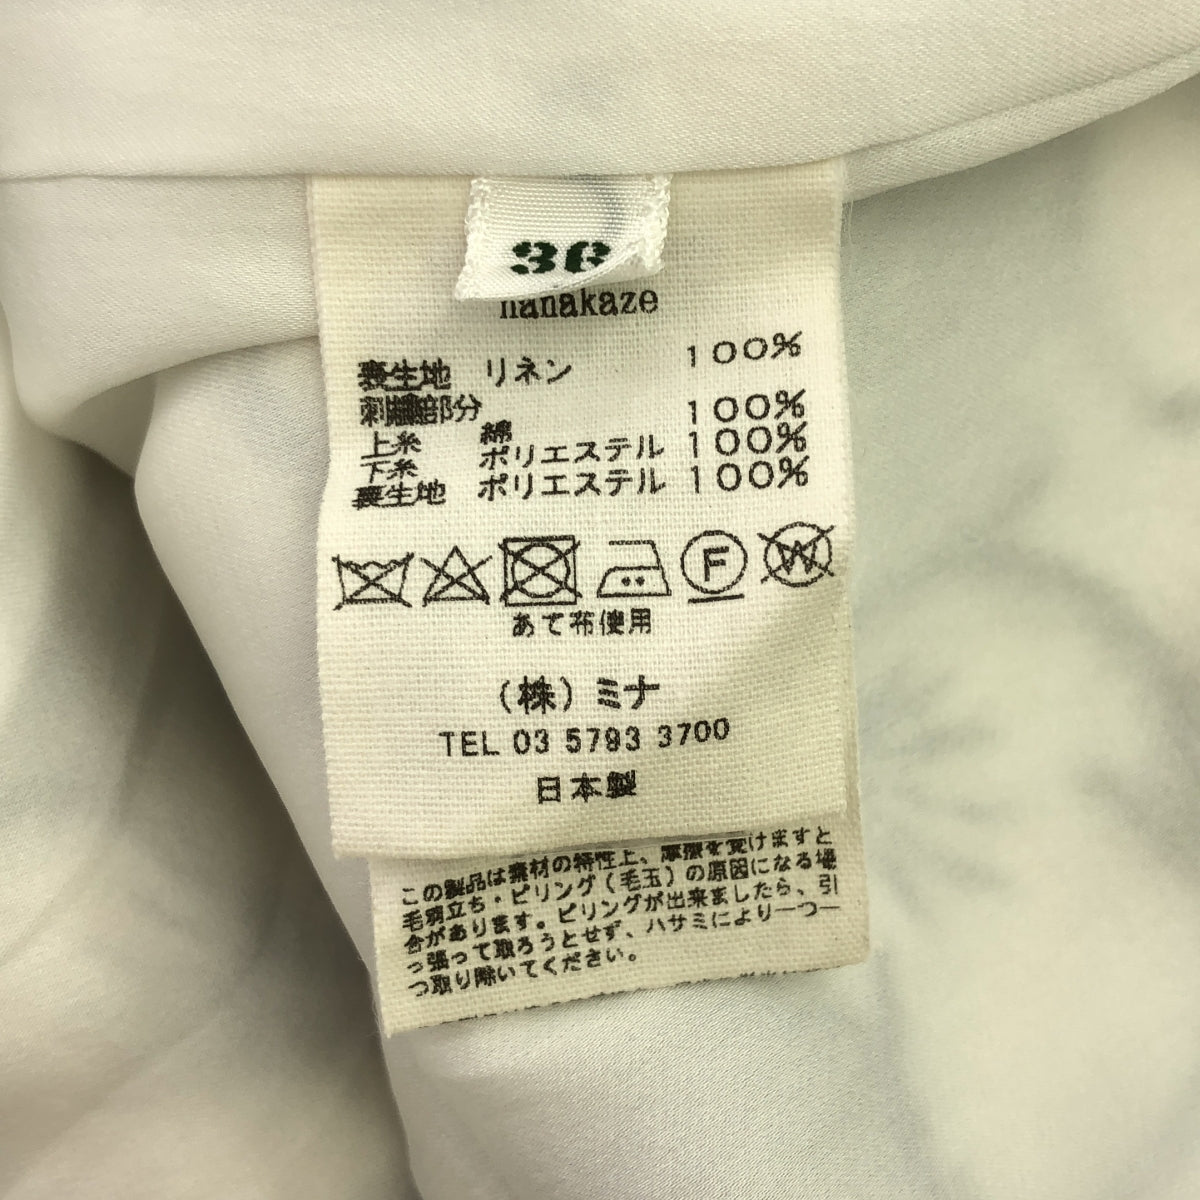 36
hanakaze
表生地 リネン 100%
刺繍部分
上糸 綿 100%
下糸 ポリエステル 100%
裏生地 ポリエステル 100%
F W
あて布使用
(株)ミナ
TEL 03 5793 3700
日本製
この製品は素材の特性上、摩擦を受けますと
毛羽立ち・ピリング(毛玉)の原因になる場
合があります。ピリングが出来ましたら、引
っ張って取ろうとせず、ハサミにより一つ一
つ取り除いてください。